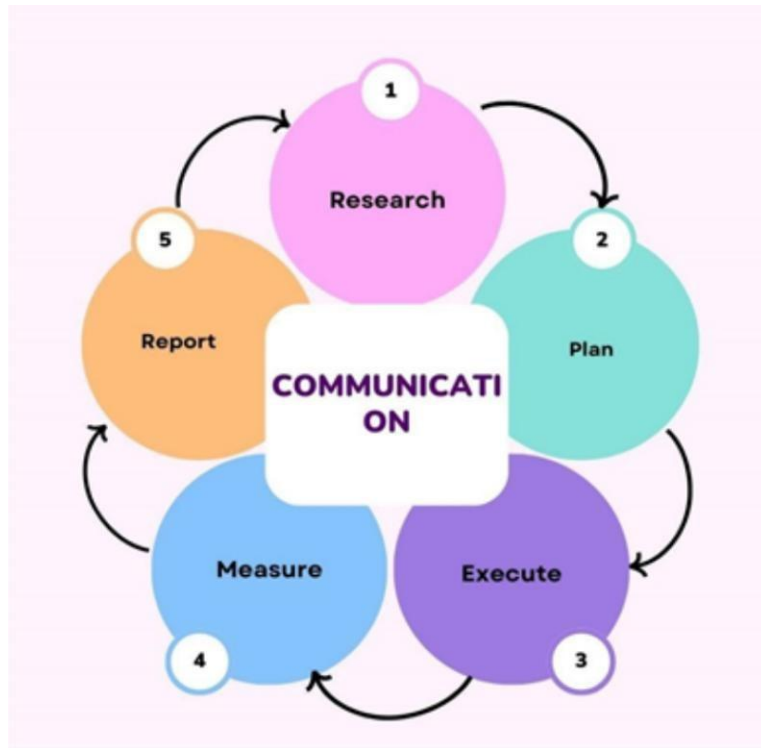 1
Research
2
Plan
3
Execute
4
Measure
5
Report
COMMUNICATI
ON